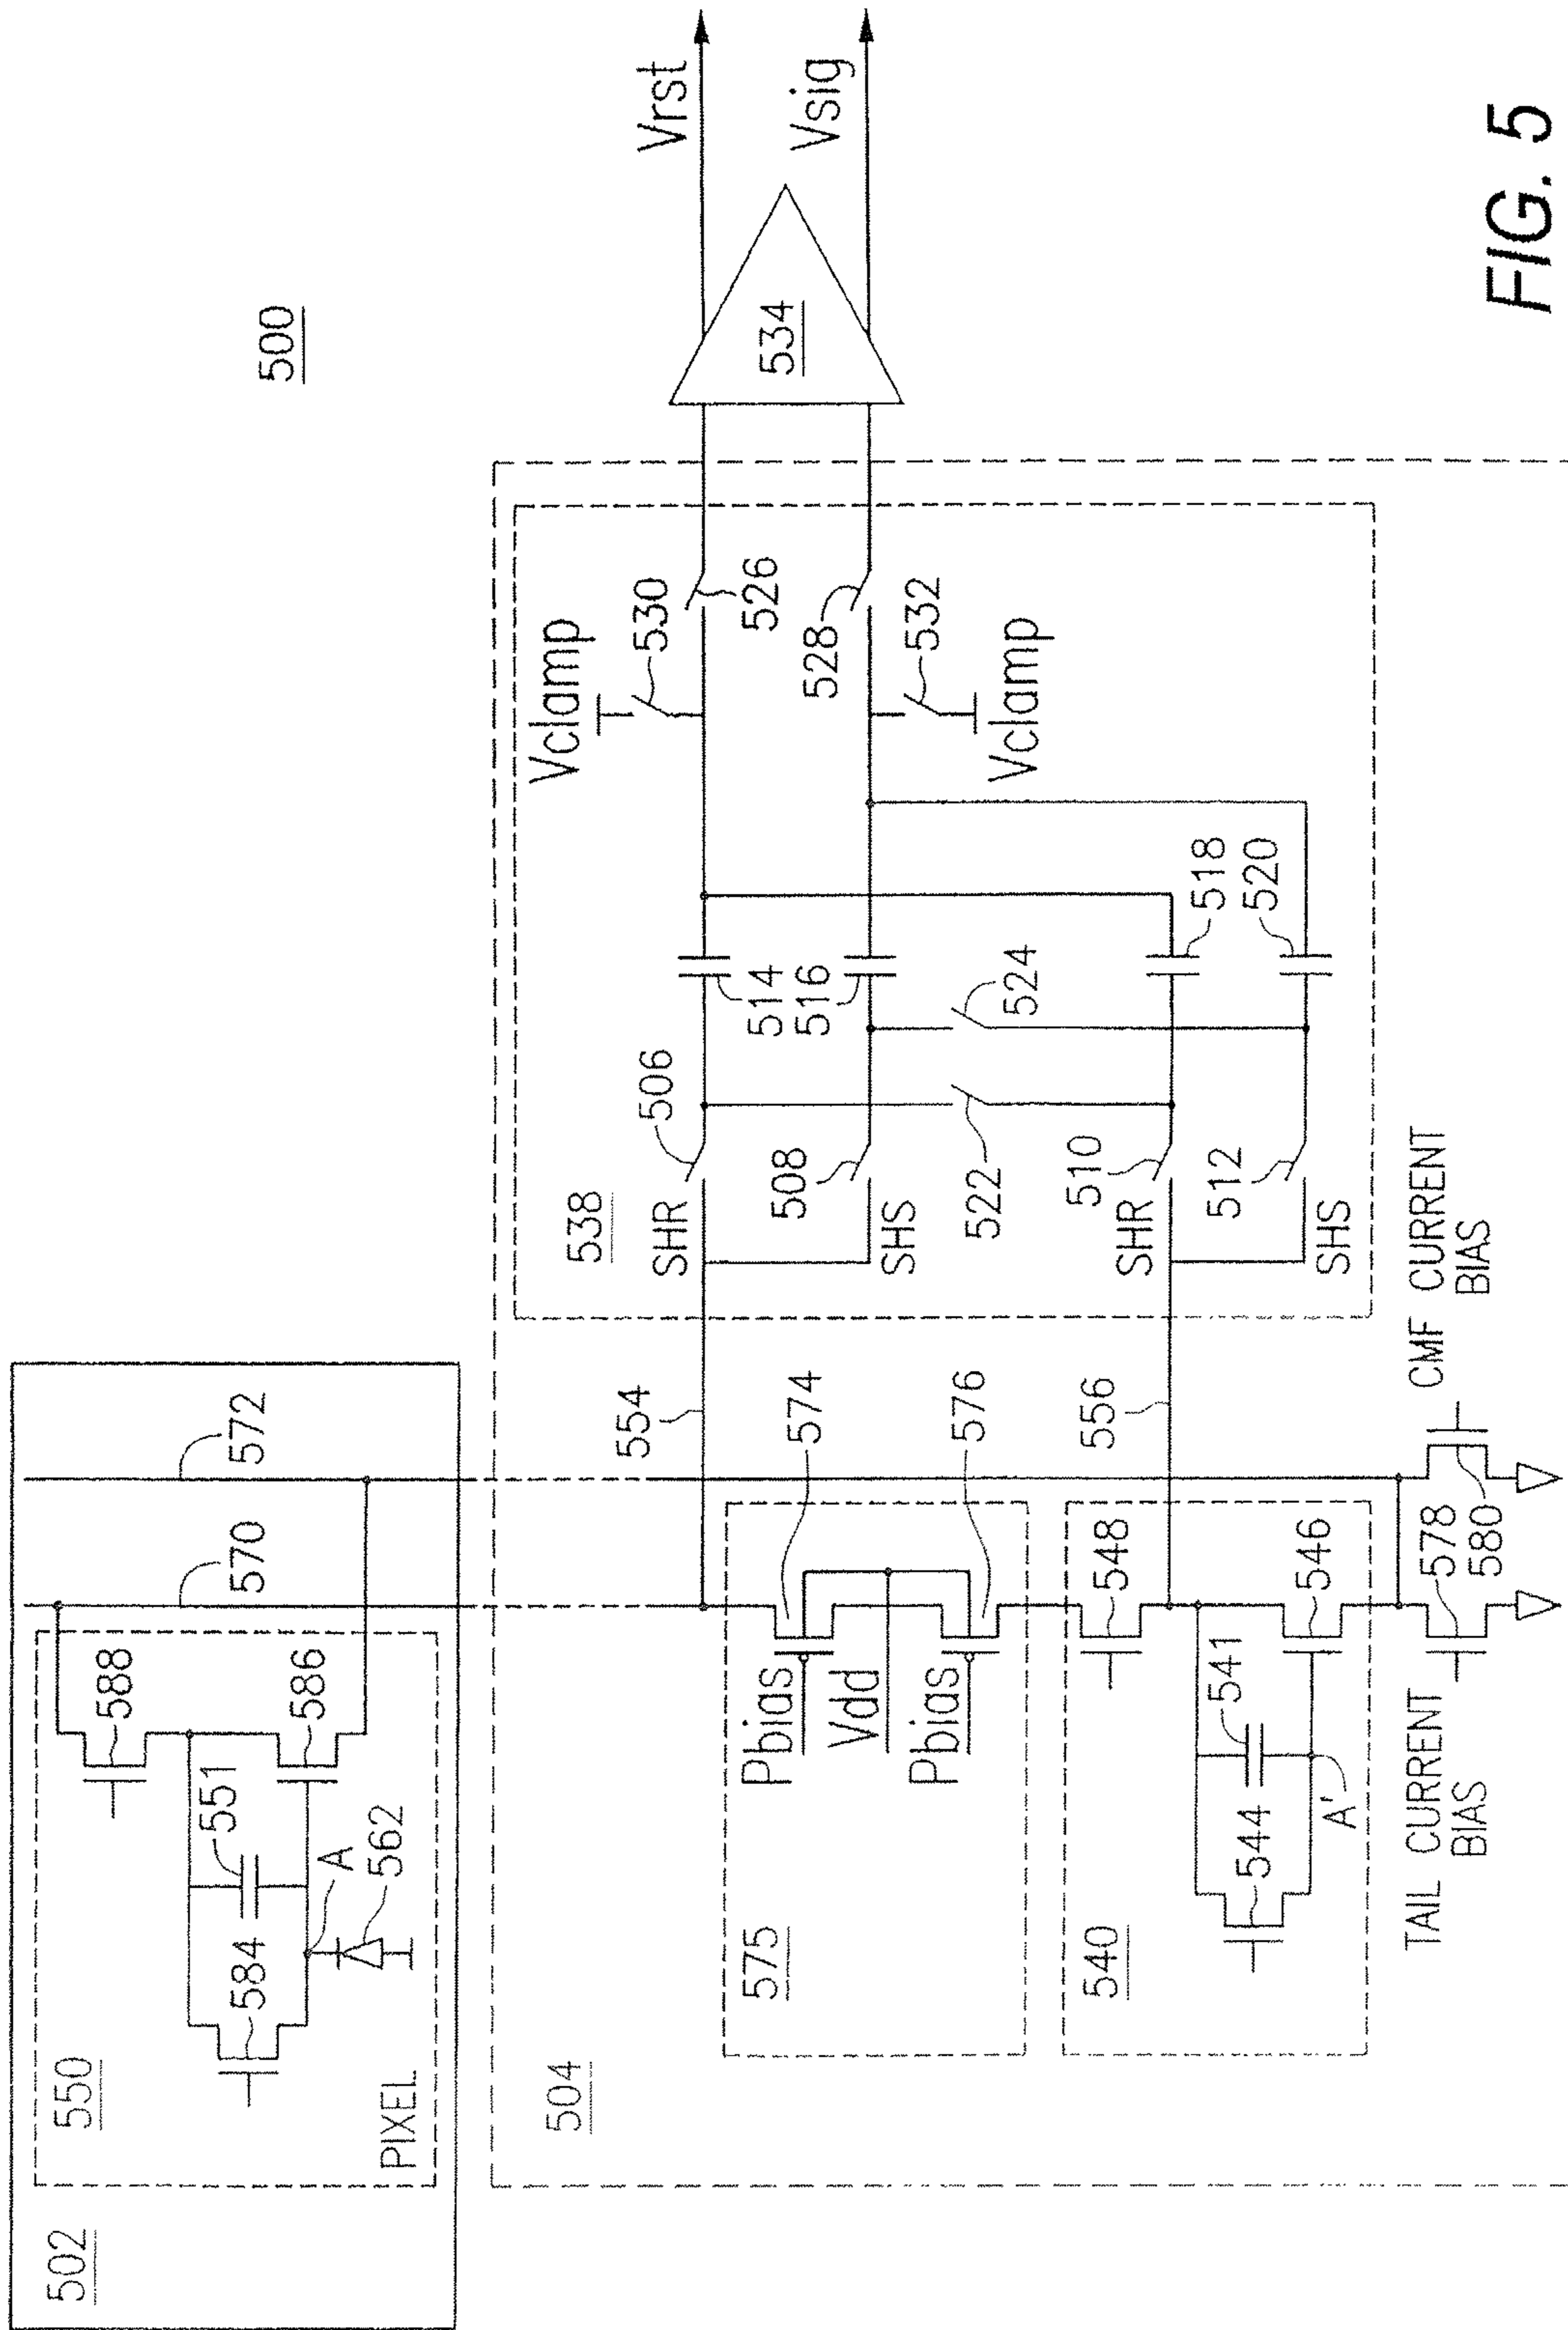 502
550
PIXEL
584
551
A
562
588
586
570
572
504
575
Pbias
Vdd
Pbias
574
576
540
544
541
A'
548
546
TAIL CURRENT
BIAS
578
580
CMF CURRENT
BIAS
554
556
538
SHR
506
508
SHS
522
SHR
510
512
SHS
514
516
524
518
520
Vclamp
530
526
528
532
Vclamp
534
Vrst
Vsig
500
FIG. 5